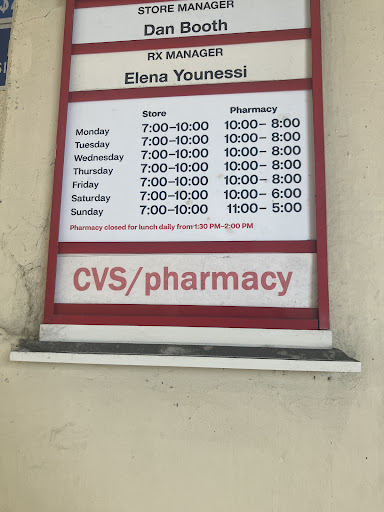 STORE MANAGER
Dan Booth
RX MANAGER
Elena Younessi
Store Pharmacy
Monday 7:00–10:00 10:00– 8:00
Tuesday 7:00–10:00 10:00– 8:00
Wednesday 7:00–10:00 10:00– 8:00
Thursday 7:00–10:00 10:00– 8:00
Friday 7:00–10:00 10:00– 8:00
Saturday 7:00–10:00 10:00– 6:00
Sunday 7:00–10:00 11:00– 5:00
Pharmacy closed for lunch daily from 1:30 PM–2:00 PM
CVS/pharmacy